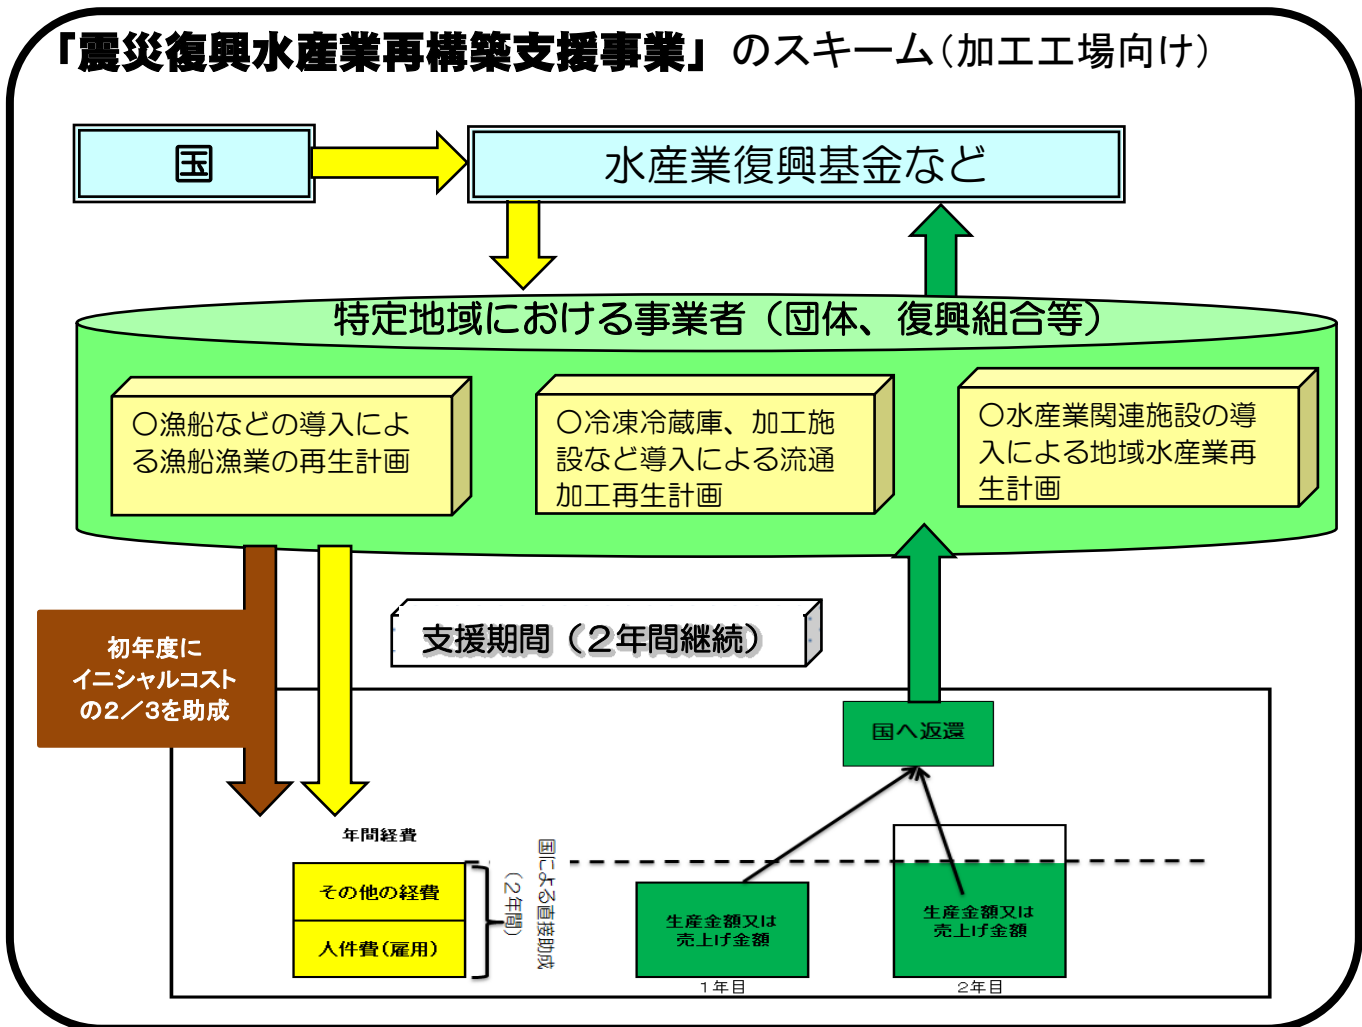 「震災復興水産業再構築支援事業」のスキーム(加工工場向け)
国
水産業復興基金など
特定地域における事業者（団体、復興組合等）
○漁船などの導入によ
る漁船漁業の再生計画
○冷凍冷蔵庫、加工施
設など導入による流通
加工再生計画
○水産業関連施設の導
入による地域水産業再
生計画
初年度に
イニシャルコスト
の2／3を助成
支援期間（２年間継続）
国へ返還
年間経費
その他の経費
人件費(雇用)
国による直接助成
(2年間)
生産金額又は
売上げ金額
1年目
生産金額又は
売上げ金額
2年目